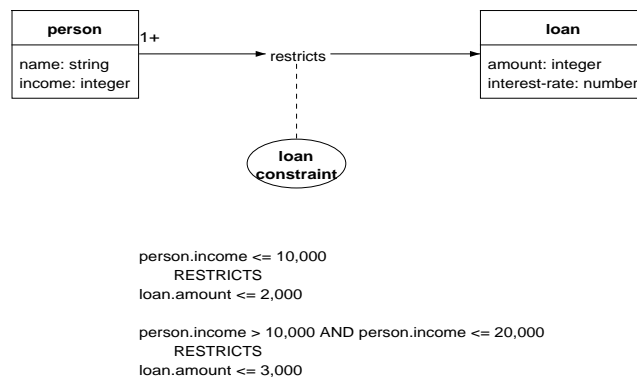 person
1+
name: string
income: integer
restricts
loan
amount: integer
interest-rate: number
loan
constraint
person.income <= 10,000
RESTRICTS
loan.amount <= 2,000
person.income > 10,000 AND person.income <= 20,000
RESTRICTS
loan.amount <= 3,000